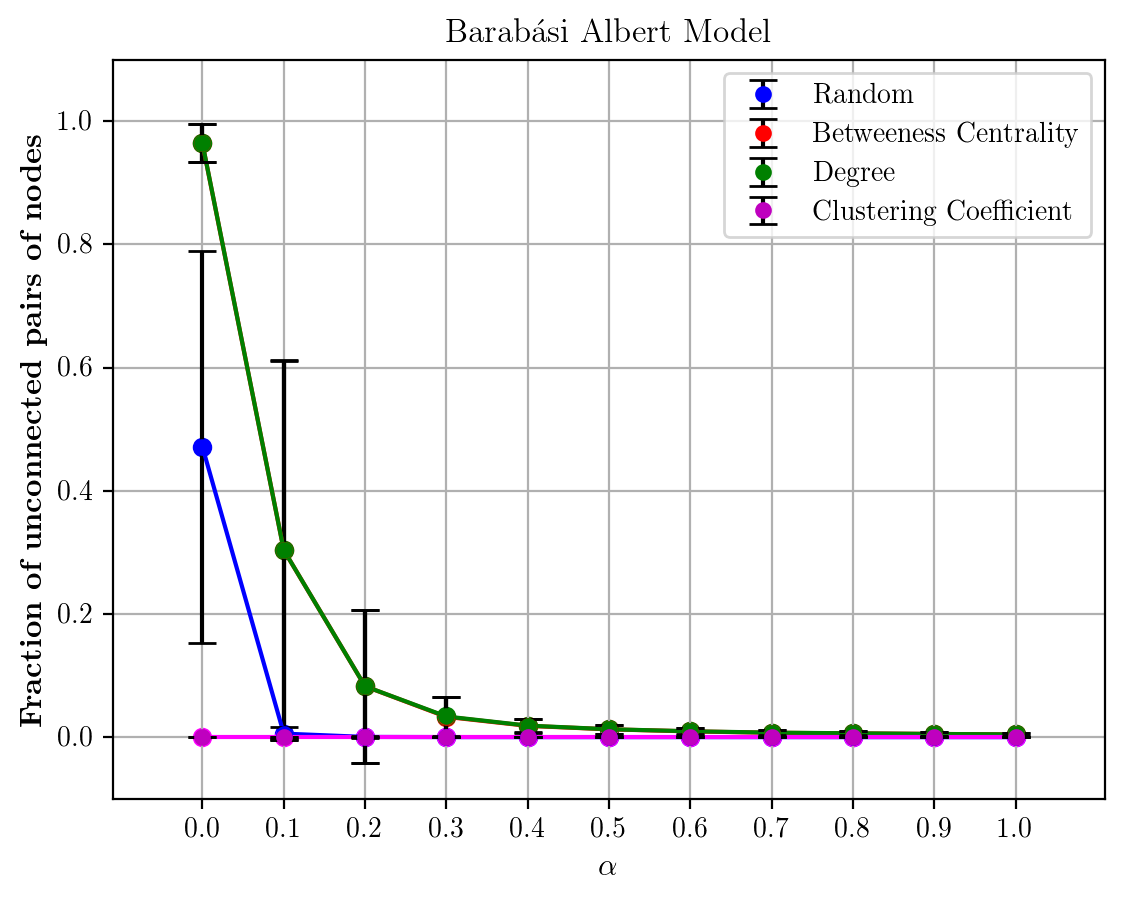 Barabási Albert Model
Random
Betweeness Centrality
Degree
Clustering Coefficient
Fraction of unconnected pairs of nodes
1.0
0.8
0.6
0.4
0.2
0.0
0.0 0.1 0.2 0.3 0.4 0.5 0.6 0.7 0.8 0.9 1.0
α